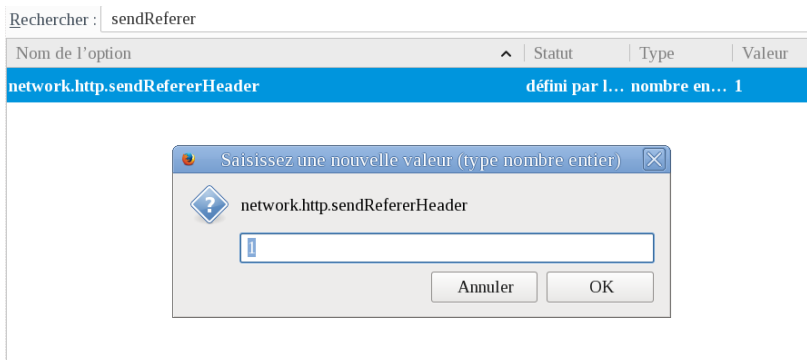 Rechercher : sendReferer
Nom de l’option Statut Type Valeur
network.http.sendRefererHeader défini par l… nombre en… 1
Saisissez une nouvelle valeur (type nombre entier)
network.http.sendRefererHeader
1
Annuler OK